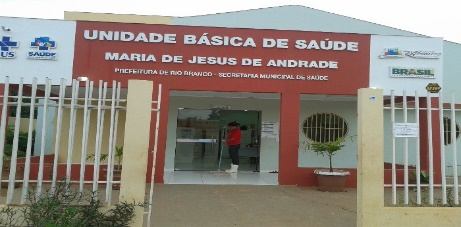 UNIDADE BÁSICA DE SAÚDE
MARIA DE JESUS DE ANDRADE
PREFEITURA DE RIO BRANCO - SECRETARIA MUNICIPAL DE SAÚDE
SUS
SAÚDE
BRASIL